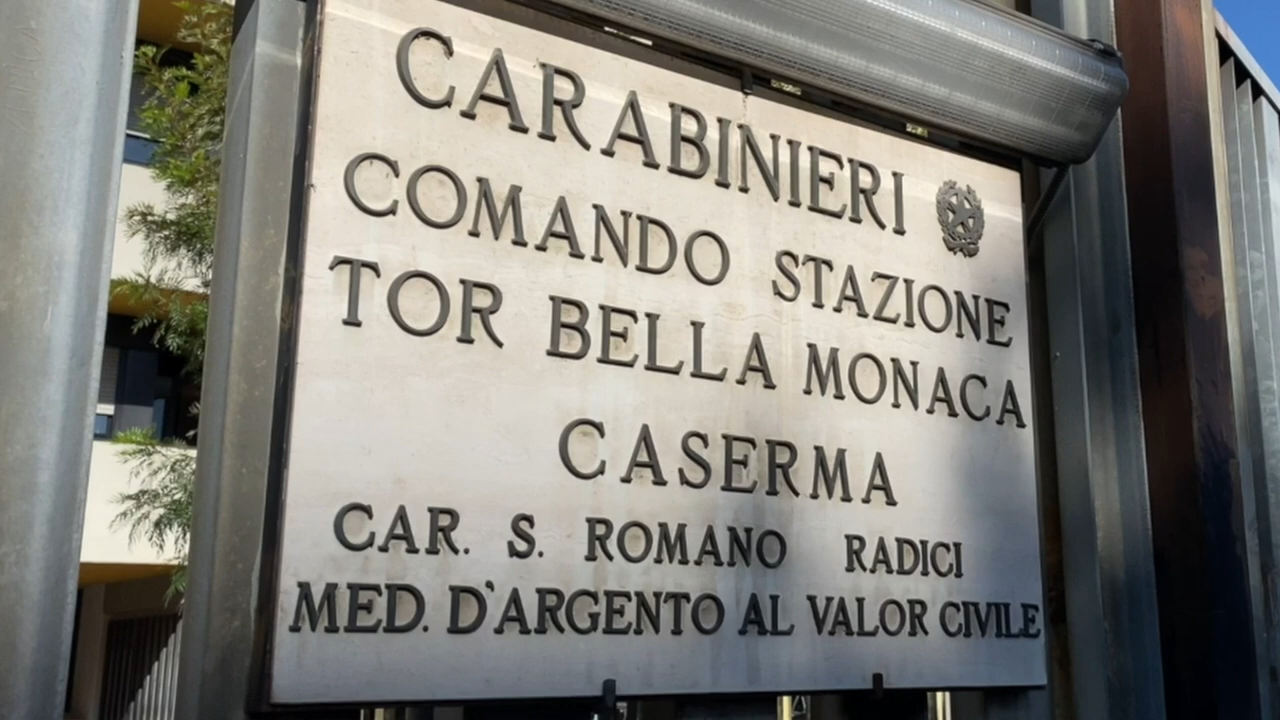 CARABINIERI
COMANDO STAZIONE
TOR BELLA MONACA
CASERMA
CAR. S. ROMANO RADICI
MED. D'ARGENTO AL VALOR CIVILE